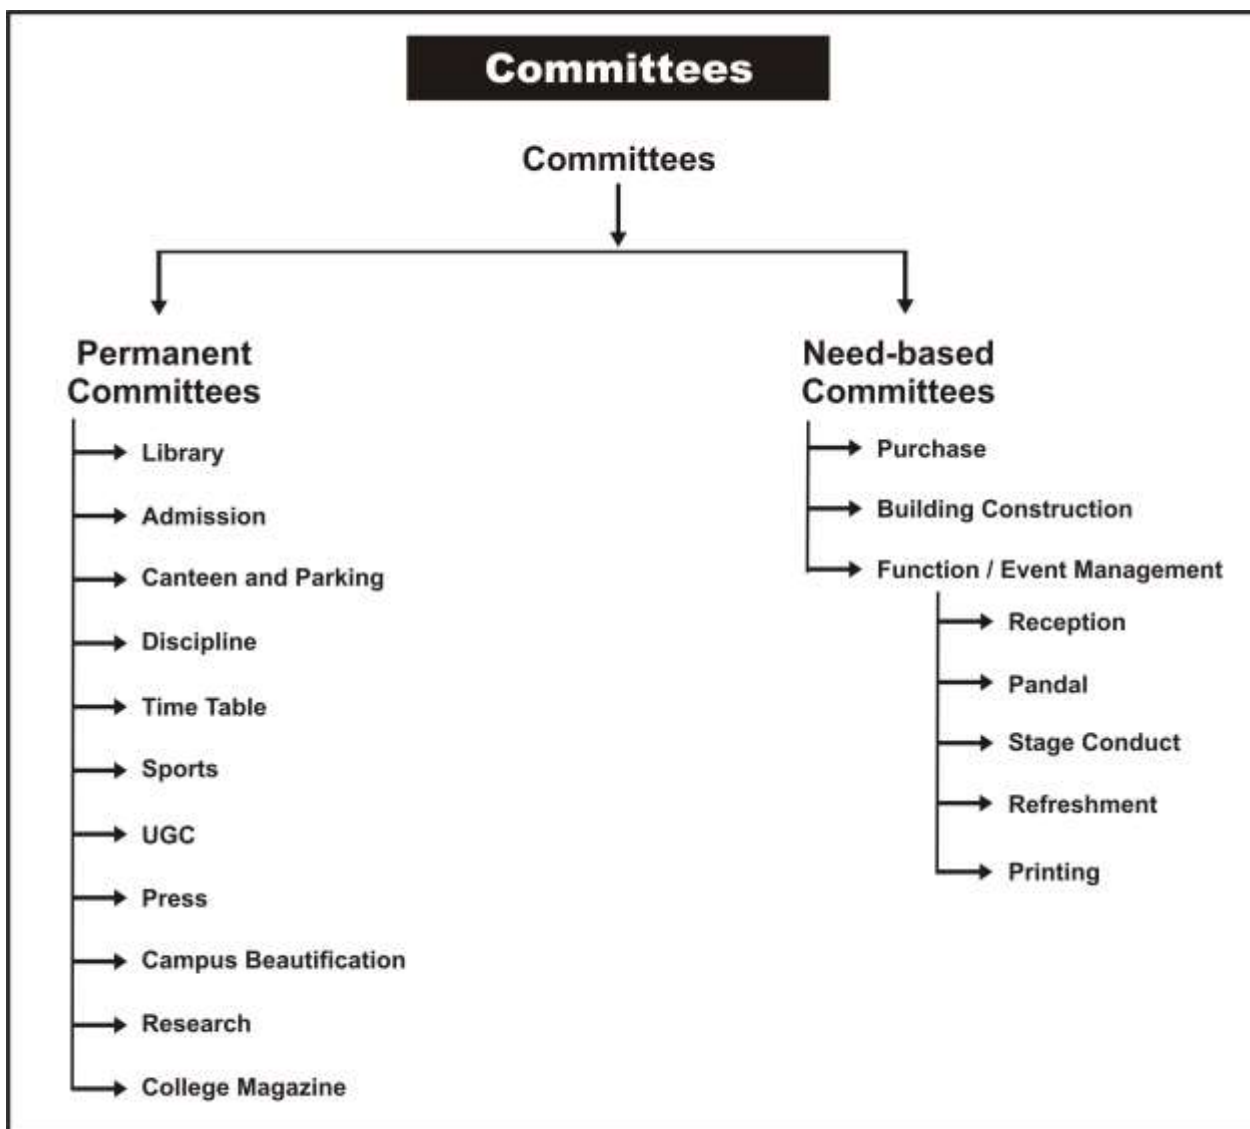 Committees
Committees
Permanent
Committees
Library
Admission
Canteen and Parking
Discipline
Time Table
Sports
UGC
Press
Campus Beautification
Research
College Magazine
Need-based
Committees
Purchase
Building Construction
Function / Event Management
Reception
Pandal
Stage Conduct
Refreshment
Printing